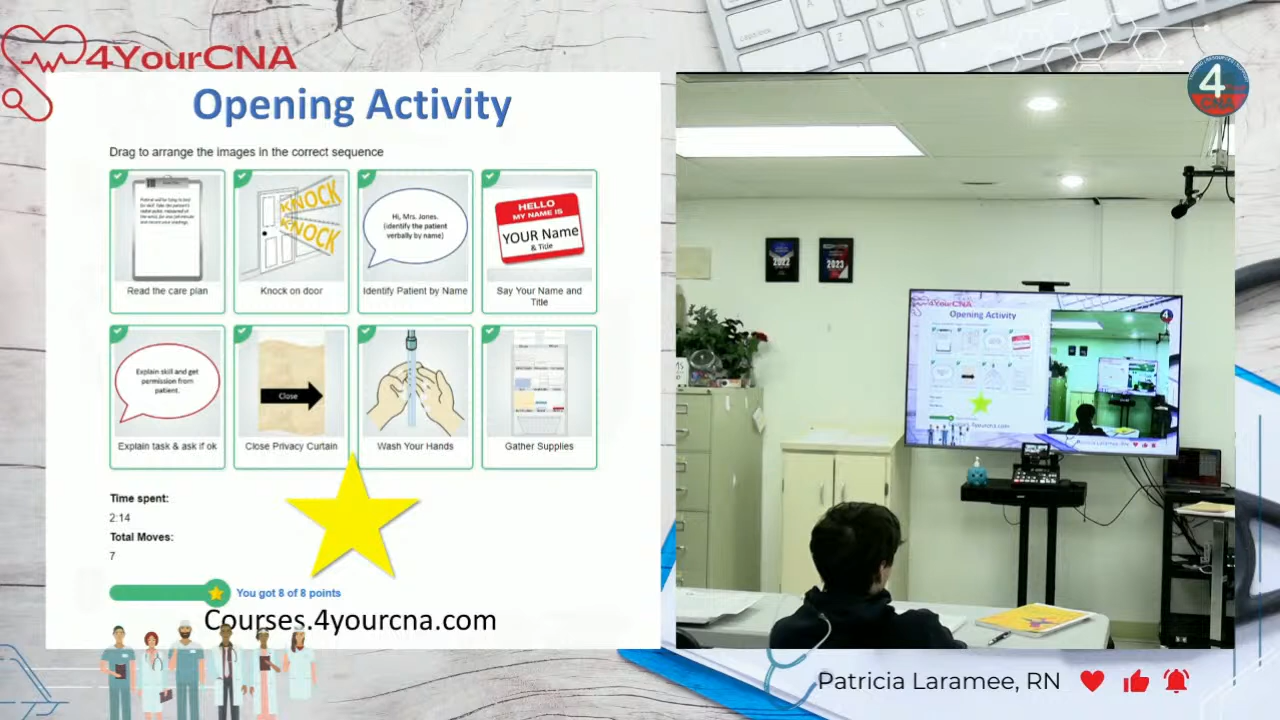 4YourCNA
Opening Activity
Drag to arrange the images in the correct sequence
KNOCK
KNOCK
Hi, Mrs. Jones.
(identify the patient
verbally by name)
HELLO
MY NAME IS
YOUR Name
& Title
Read the care plan
Knock on door
Identify Patient by Name
Say Your Name and
Title
Explain skill and get
permission from
patient.
Close
Explain task & ask if ok
Close Privacy Curtain
Wash Your Hands
Gather Supplies
Time spent:
2:14
Total Moves:
7
You got 8 of 8 points
Courses.4yourcna.com
4
CNA
2022
2023
4YourCNA
Opening Activity
Patricia Laramee, RN